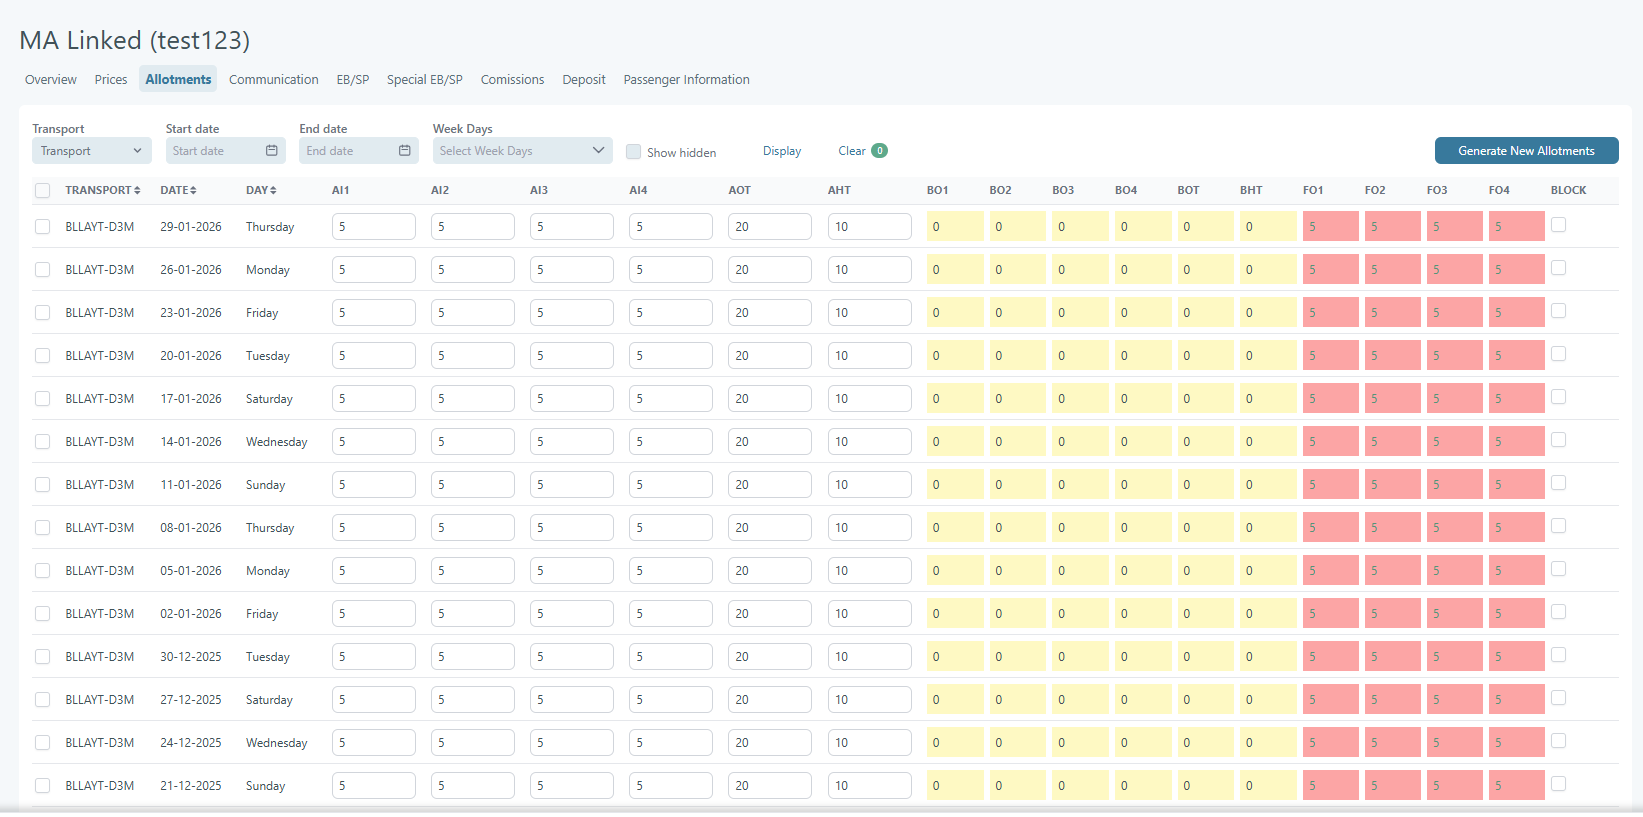 MA Linked (test123)
Overview Prices Allotments Communication EB/SP Special EB/SP Comissions Deposit Passenger Information
Transport Start date End date Week Days
Transport Start date End date Select Week Days Show hidden Display Clear 0 Generate New Allotments
TRANSPORT DATE DAY AI1 AI2 AI3 AI4 AOT AHT BO1 BO2 BO3 BO4 BOT BHT FO1 FO2 FO3 FO4 BLOCK
BLLAYT-D3M 29-01-2026 Thursday 5 5 5 5 20 10 0 0 0 0 0 0 5 5 5 5
BLLAYT-D3M 26-01-2026 Monday 5 5 5 5 20 10 0 0 0 0 0 0 5 5 5 5
BLLAYT-D3M 23-01-2026 Friday 5 5 5 5 20 10 0 0 0 0 0 0 5 5 5 5
BLLAYT-D3M 20-01-2026 Tuesday 5 5 5 5 20 10 0 0 0 0 0 0 5 5 5 5
BLLAYT-D3M 17-01-2026 Saturday 5 5 5 5 20 10 0 0 0 0 0 0 5 5 5 5
BLLAYT-D3M 14-01-2026 Wednesday 5 5 5 5 20 10 0 0 0 0 0 0 5 5 5 5
BLLAYT-D3M 11-01-2026 Sunday 5 5 5 5 20 10 0 0 0 0 0 0 5 5 5 5
BLLAYT-D3M 08-01-2026 Thursday 5 5 5 5 20 10 0 0 0 0 0 0 5 5 5 5
BLLAYT-D3M 05-01-2026 Monday 5 5 5 5 20 10 0 0 0 0 0 0 5 5 5 5
BLLAYT-D3M 02-01-2026 Friday 5 5 5 5 20 10 0 0 0 0 0 0 5 5 5 5
BLLAYT-D3M 30-12-2025 Tuesday 5 5 5 5 20 10 0 0 0 0 0 0 5 5 5 5
BLLAYT-D3M 27-12-2025 Saturday 5 5 5 5 20 10 0 0 0 0 0 0 5 5 5 5
BLLAYT-D3M 24-12-2025 Wednesday 5 5 5 5 20 10 0 0 0 0 0 0 5 5 5 5
BLLAYT-D3M 21-12-2025 Sunday 5 5 5 5 20 10 0 0 0 0 0 0 5 5 5 5